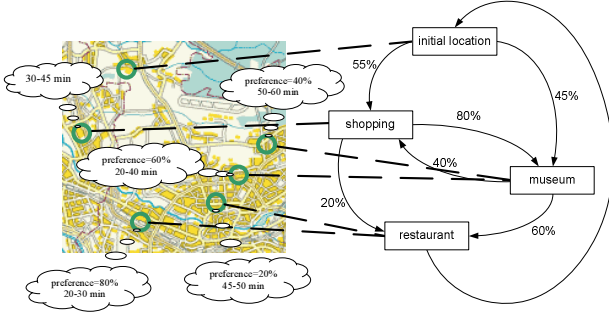 initial location
30-45 min
preference=40%
50-60 min
55%
45%
shopping
80%
preference=60%
20-40 min
40%
museum
20%
restaurant
60%
preference=80%
20-30 min
preference=20%
45-50 min